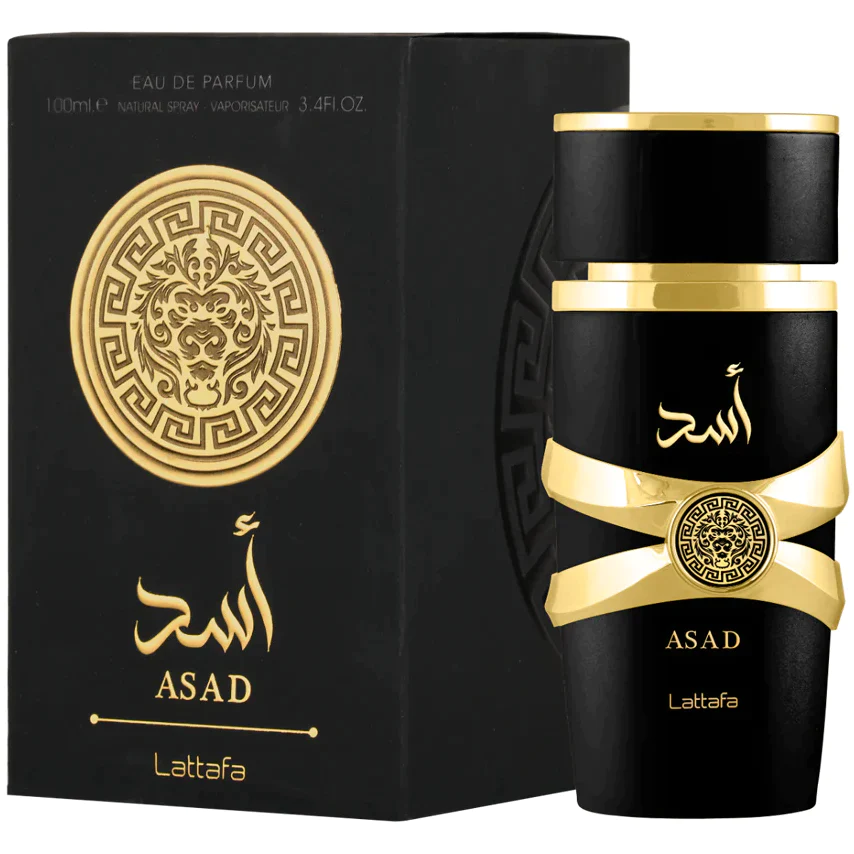 EAU DE PARFUM
100ml.e NATURAL SPRAY - VAPORISATEUR 3.4Fl.OZ.
أسد
ASAD
Lattafa
أسد
ASAD
Lattafa